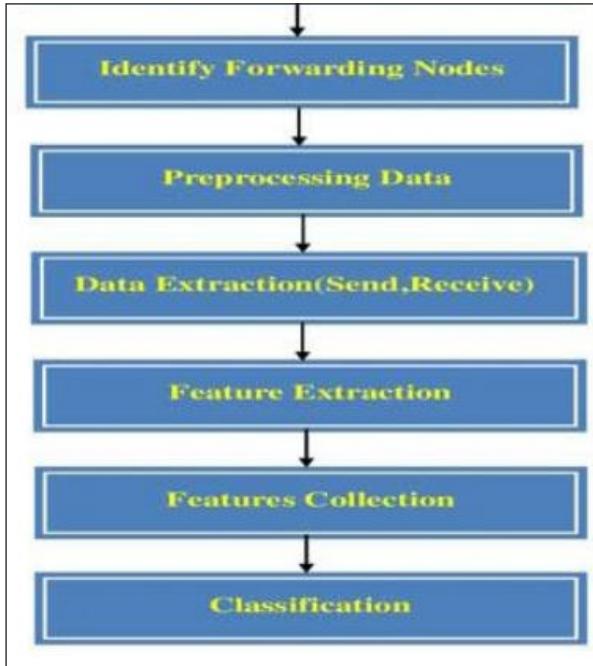 Identify Forwarding Nodes
Preprocessing Data
Data Extraction(Send,Receive)
Feature Extraction
Features Collection
Classification